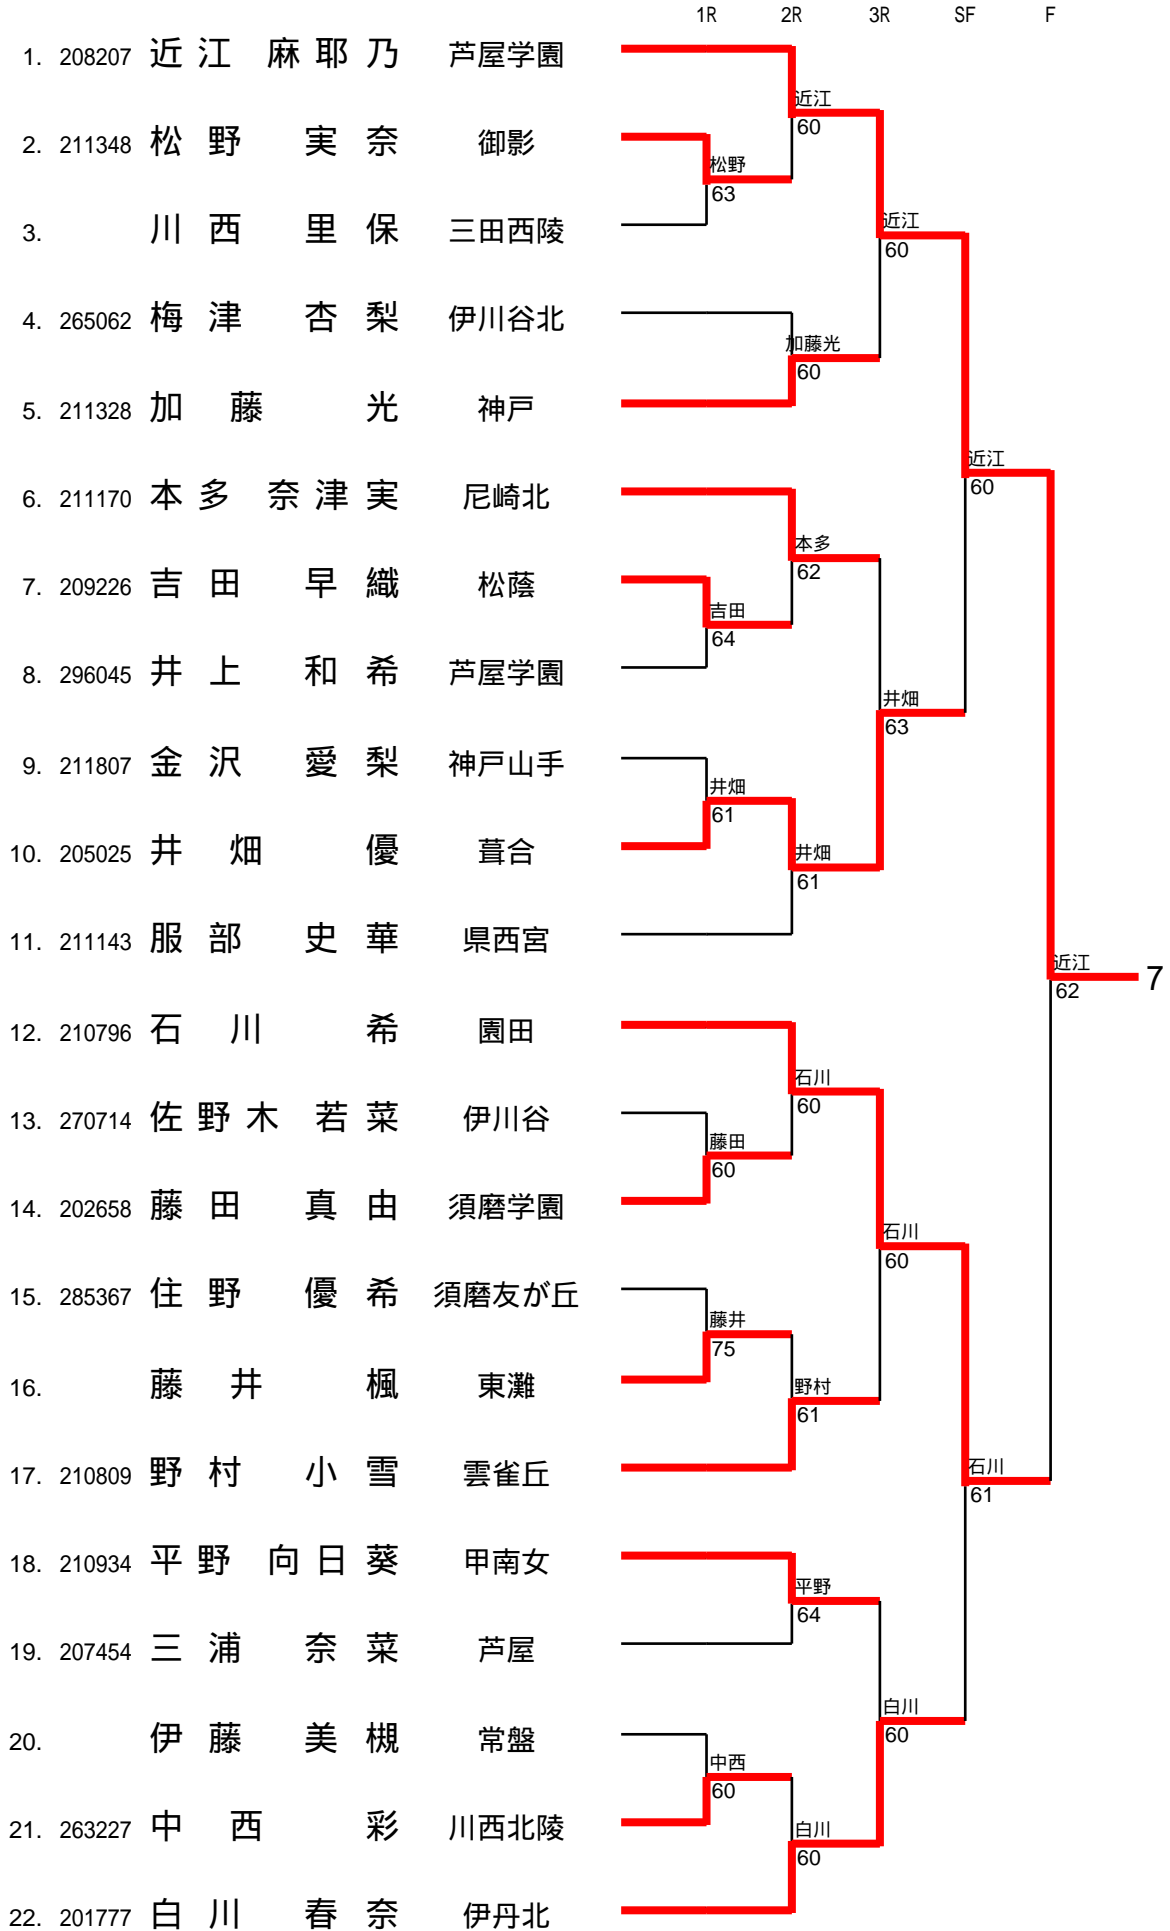 1R 2R 3R SF F
1. 208207 近江 麻耶乃 芦屋学園
近江
60
2. 211348 松野 実奈 御影
松野
63
3. 川西 里保 三田西陵
近江
60
4. 265062 梅津 杏梨 伊川谷北
加藤光
60
5. 211328 加藤 光 神戸
近江
60
6. 211170 本多 奈津実 尼崎北
本多
62
7. 209226 吉田 早織 松蔭
吉田
64
8. 296045 井上 和希 芦屋学園
井畑
63
9. 211807 金沢 愛梨 神戸山手
井畑
61
10. 205025 井畑 優 葺合
井畑
61
11. 211143 服部 史華 県西宮
近江
62
7
12. 210796 石川 希 園田
石川
60
13. 270714 佐野木 若菜 伊川谷
藤田
60
14. 202658 藤田 真由 須磨学園
石川
60
15. 285367 住野 優希 須磨友が丘
藤井
75
16. 藤井 楓 東灘
野村
61
17. 210809 野村 小雪 雲雀丘
石川
61
18. 210934 平野 向日葵 甲南女
平野
64
19. 207454 三浦 奈菜 芦屋
白川
60
20. 伊藤 美槻 常盤
中西
60
21. 263227 中西 彩 川西北陵
白川
60
22. 201777 白川 春奈 伊丹北